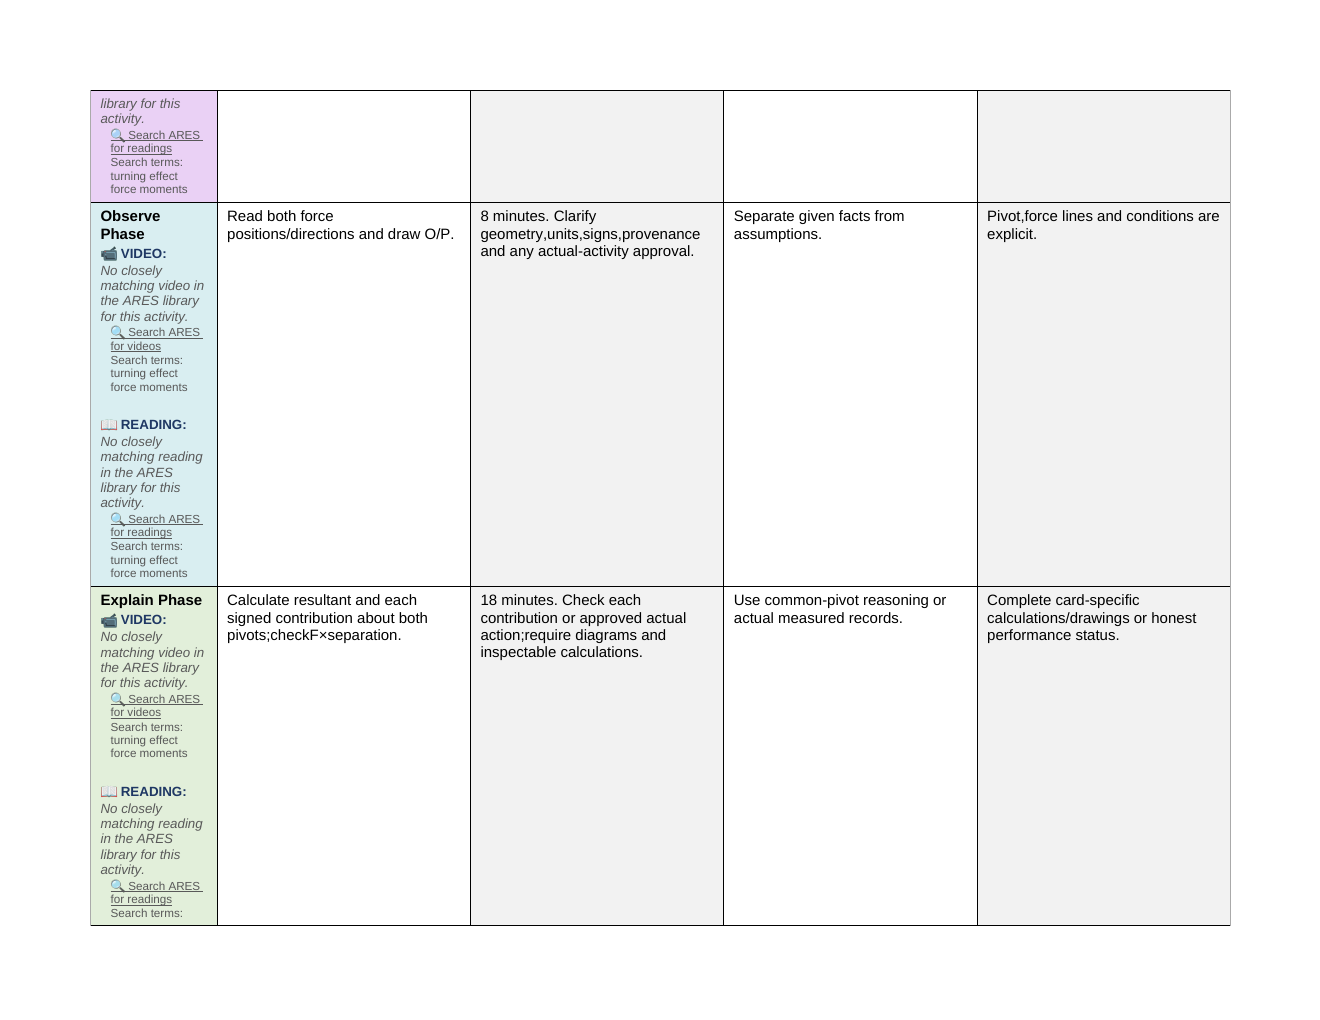 library for this
activity.
🔍 Search ARES
for readings
Search terms:
turning effect
force moments
Observe
Phase
📹 VIDEO:
No closely
matching video in
the ARES library
for this activity.
🔍 Search ARES
for videos
Search terms:
turning effect
force moments
📖 READING:
No closely
matching reading
in the ARES
library for this
activity.
🔍 Search ARES
for readings
Search terms:
turning effect
force moments
Read both force
positions/directions and draw O/P.
8 minutes. Clarify
geometry,units,signs,provenance
and any actual-activity approval.
Separate given facts from
assumptions.
Pivot,force lines and conditions are
explicit.
Explain Phase
📹 VIDEO:
No closely
matching video in
the ARES library
for this activity.
🔍 Search ARES
for videos
Search terms:
turning effect
force moments
📖 READING:
No closely
matching reading
in the ARES
library for this
activity.
🔍 Search ARES
for readings
Search terms:
Calculate resultant and each
signed contribution about both
pivots;checkF×separation.
18 minutes. Check each
contribution or approved actual
action;require diagrams and
inspectable calculations.
Use common-pivot reasoning or
actual measured records.
Complete card-specific
calculations/drawings or honest
performance status.